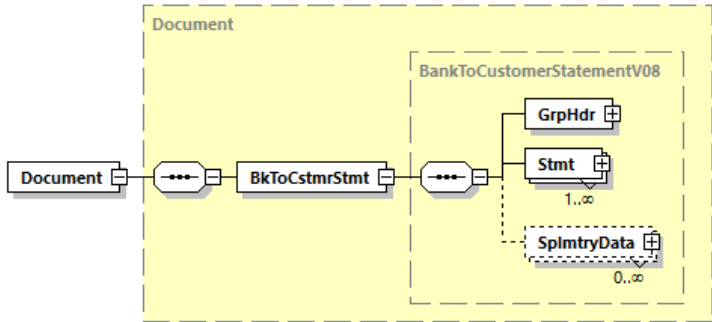 Document
BankToCustomerStatementV08
GrpHdr
Document
BkToCstmrStmt
Stmt
1..∞
SplmtryData
0..∞